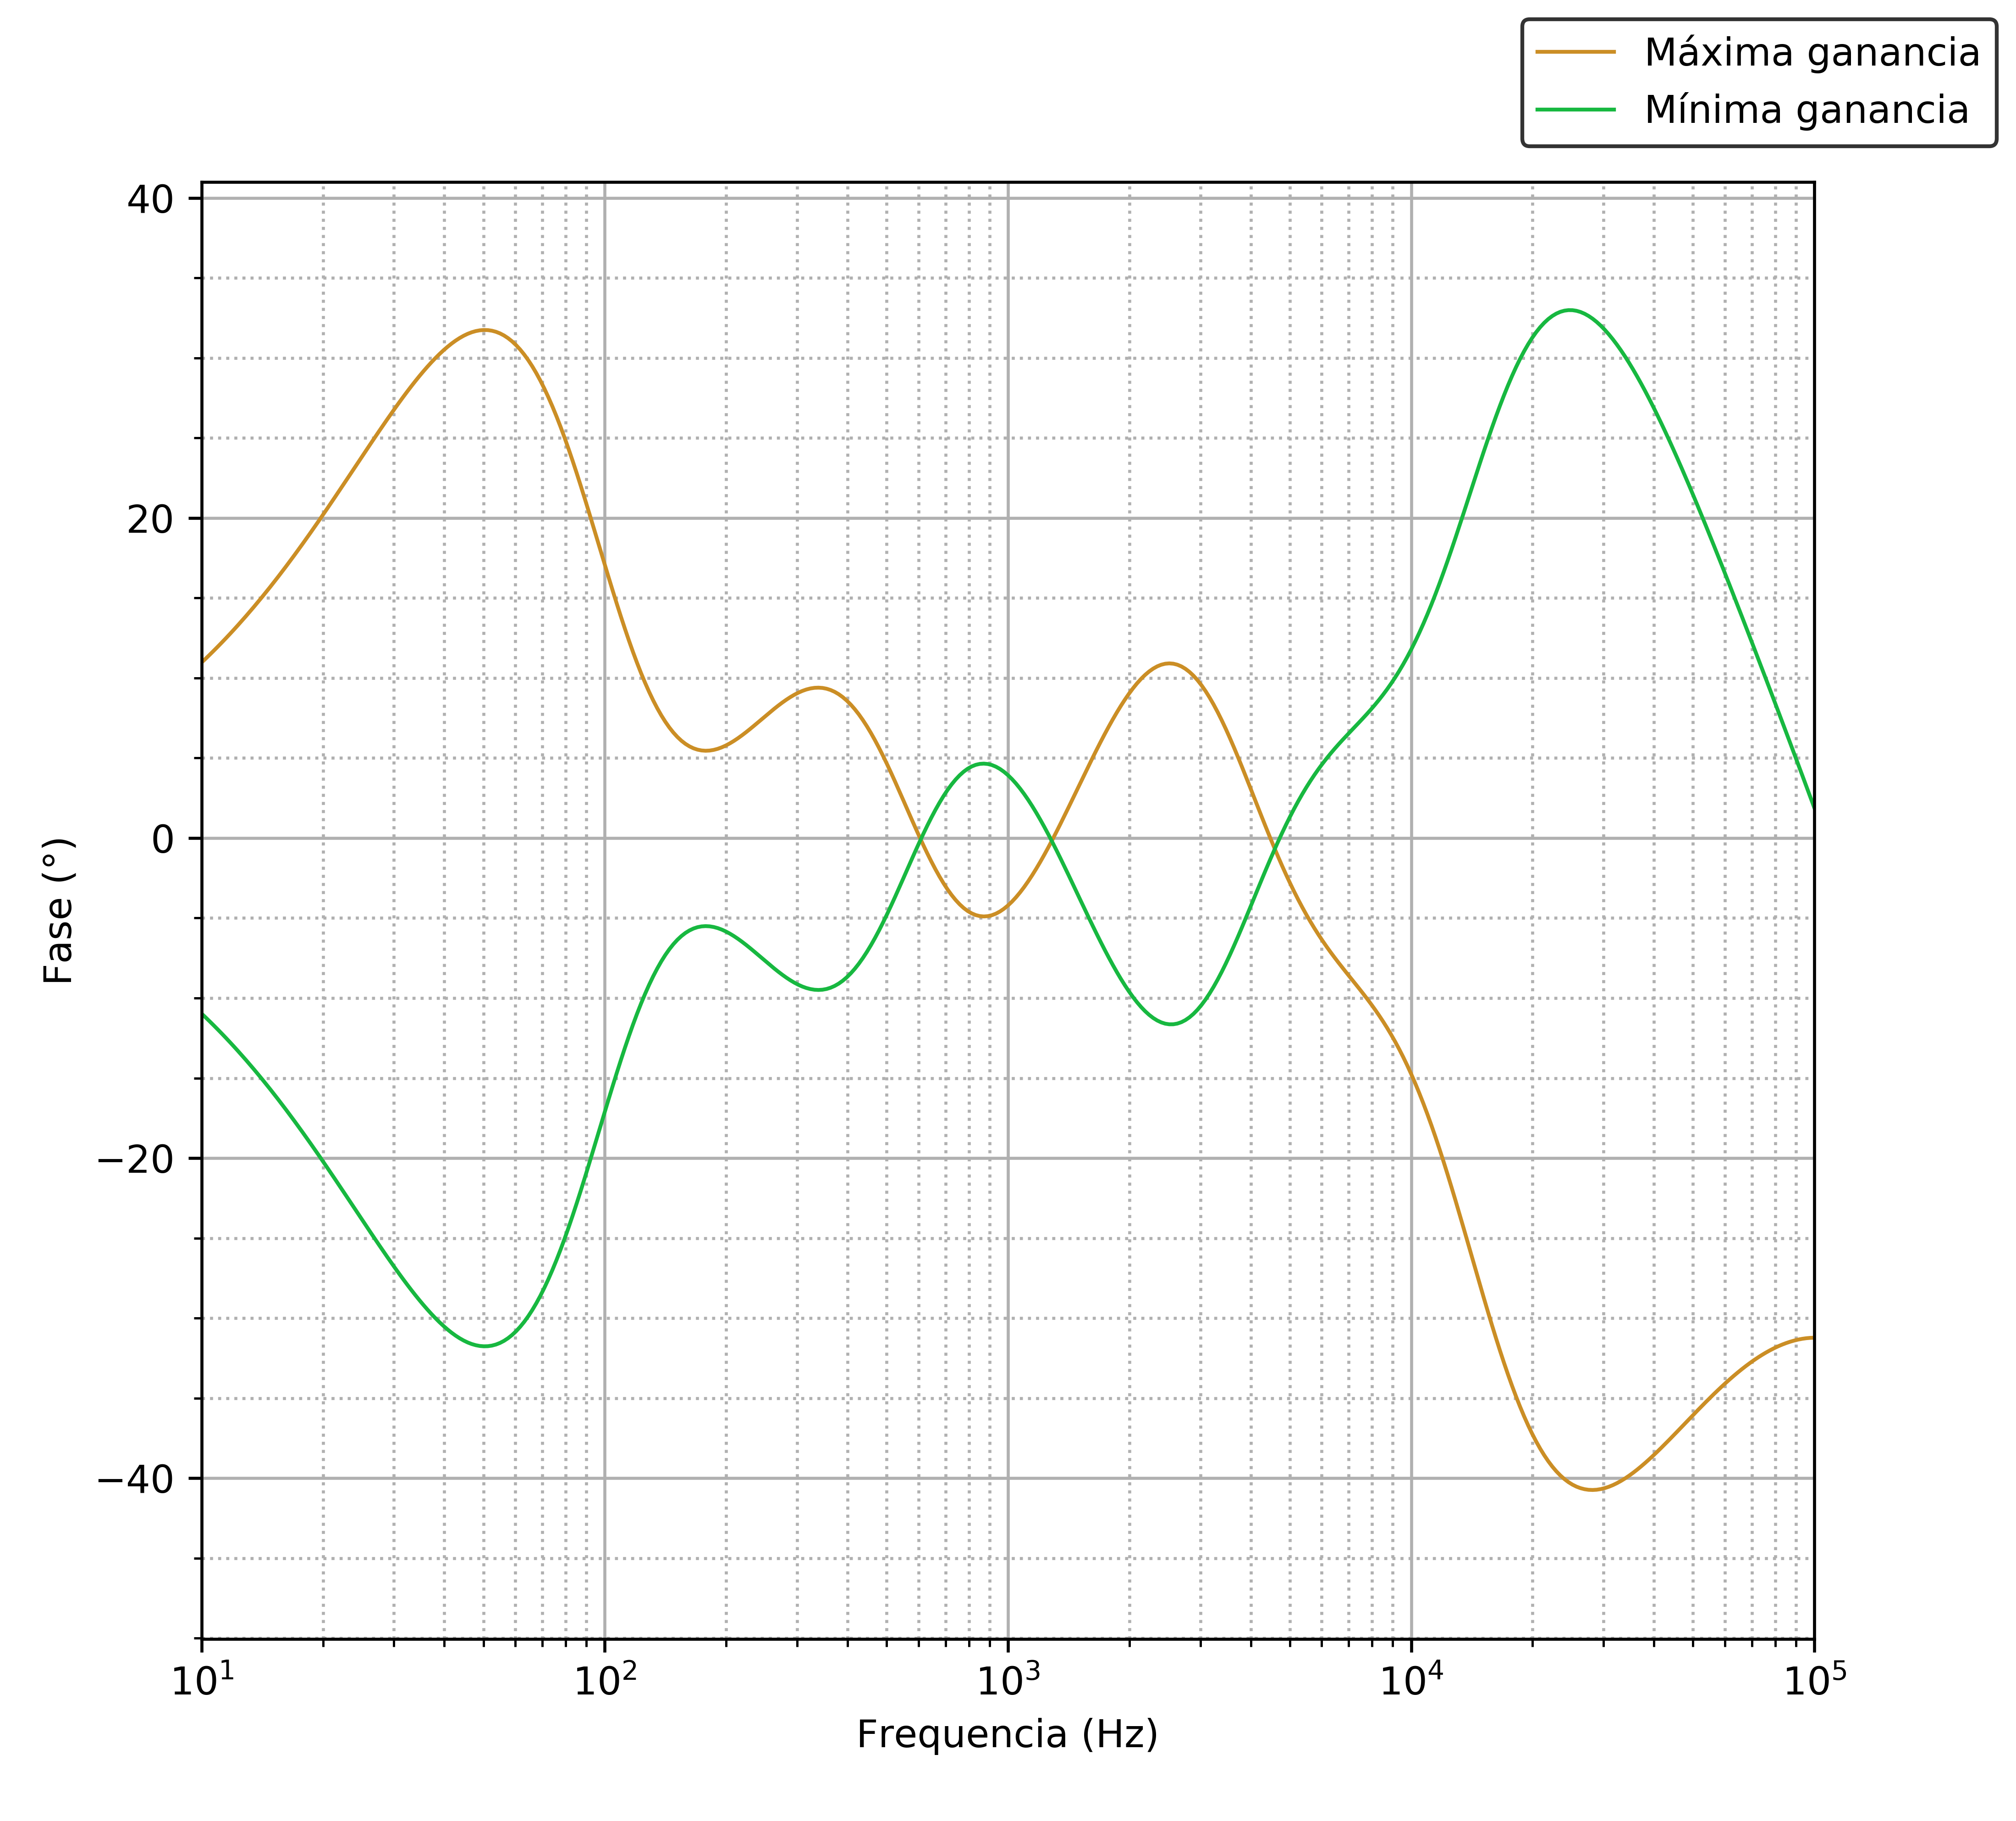 Máxima ganancia
Mínima ganancia
40
20
0
−20
−40
Fase (°)
10¹ 10² 10³ 10⁴ 10⁵
Frequencia (Hz)